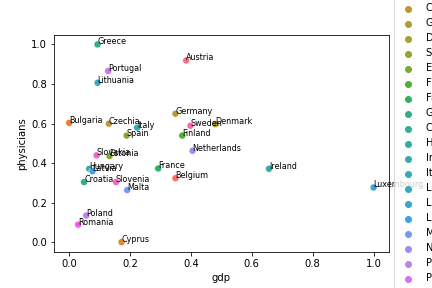 1.0
0.8
0.6
0.4
0.2
0.0
physicians
0.0
0.2
0.4
0.6
0.8
1.0
gdp
Greece
Austria
Portugal
Lithuania
Germany
Bulgaria
Czechia
Italy
Sweden
Denmark
Spain
Finland
Netherlands
Slovakia
Estonia
Hungary
Latvia
France
Ireland
Belgium
Croatia
Slovenia
Malta
Luxembourg
Poland
Romania
Cyprus
C
G
D
S
E
F
F
G
C
H
I
It
L
L
M
N
P
P